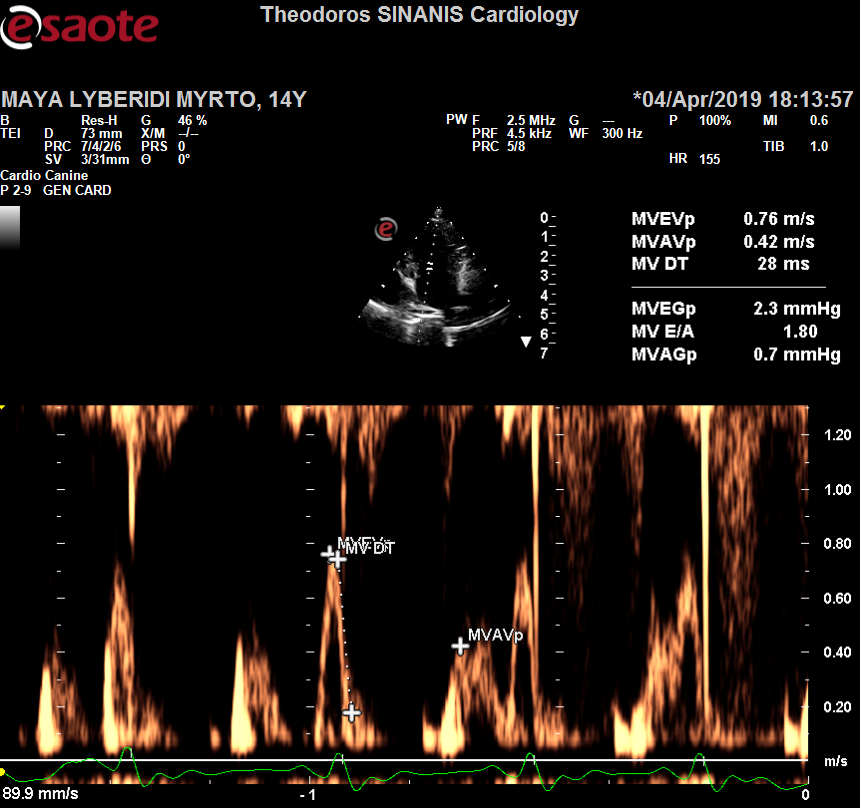 esaote
Theodoros SINANIS Cardiology
MAYA LYBERIDI MYRTO, 14Y
*04/Apr/2019 18:13:57
B Res-H G 46 %
TEI D 73 mm X/M --/--
PRC 7/4/2/6 PRS 0
SV 3/31mm Θ 0°
Cardio Canine
P 2-9 GEN CARD
PW F 2.5 MHz G ---
PRF 4.5 kHz WF 300 Hz
PRC 5/8
P 100% MI 0.6
TIB 1.0
HR 155
e
0
1
2
3
4
5
6
7
MVEVp 0.76 m/s
MVAVp 0.42 m/s
MV DT 28 ms
MVEGp 2.3 mmHg
MV E/A 1.80
MVAGp 0.7 mmHg
1.20
1.00
0.80
0.60
0.40
0.20
m/s
MV DT
MVAVp
89.9 mm/s
-1
0